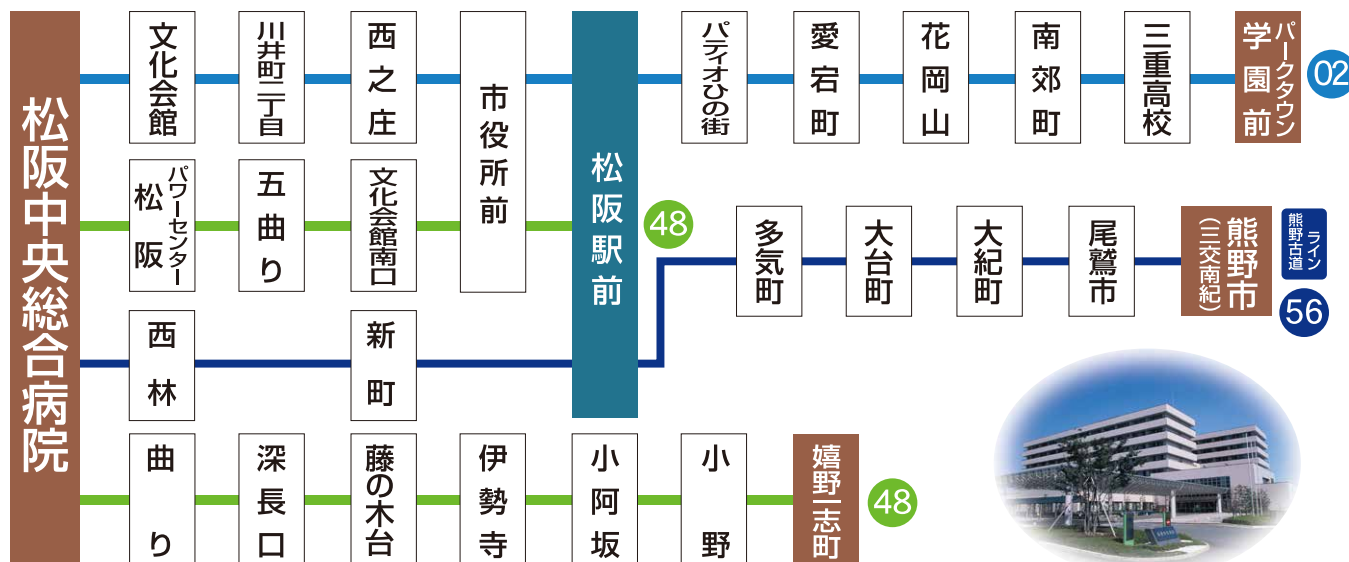 松阪中央総合病院
文化会館
川井町二丁目
西之庄
市役所前
松阪駅前
パティオひの街
愛宕町
花岡山
南郊町
三重高校
パークタウン
学園前
02
パワーセンター
松阪
五曲り
文化会館南口
48
西林
新町
多気町
大台町
大紀町
尾鷲市
熊野市
(三交南紀)
熊野古道
ライン
56
曲り
深長口
藤の木台
伊勢寺
小阿坂
小野
嬉野一志町
48